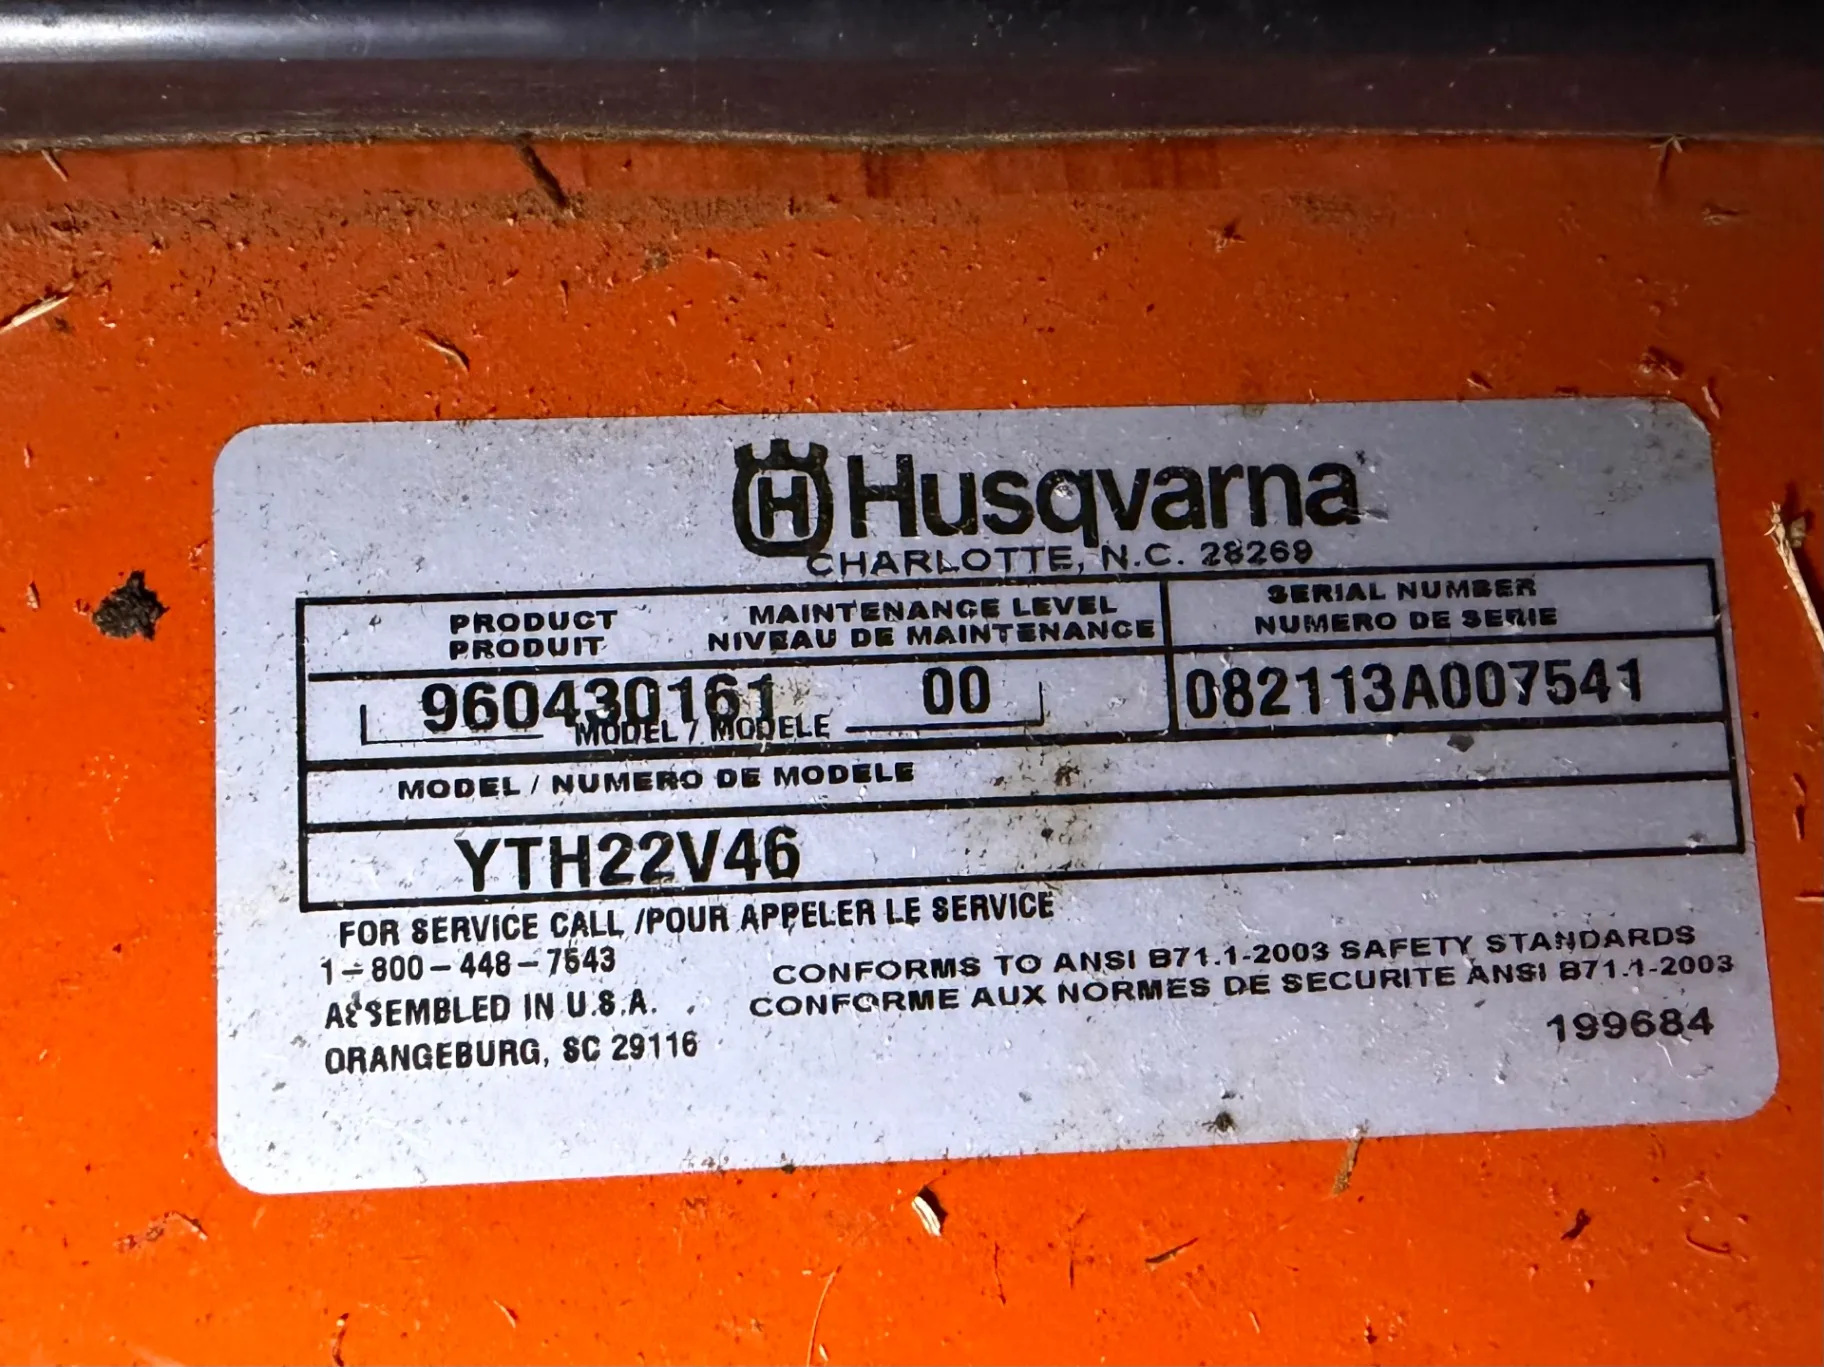 H Husqvarna
CHARLOTTE, N.C. 28269
PRODUCT MAINTENANCE LEVEL SERIAL NUMBER
PRODUIT NIVEAU DE MAINTENANCE NUMERO DE SERIE
960430161 00 082113A007541
MODEL / MODELE
MODEL / NUMERO DE MODELE
YTH22V46
FOR SERVICE CALL /POUR APPELER LE SERVICE
1-800-448-7543
CONFORMS TO ANSI B71.1-2003 SAFETY STANDARDS
CONFORME AUX NORMES DE SECURITE ANSI B71.1-2003
ASSEMBLED IN U.S.A.
ORANGEBURG, SC 29116
199684